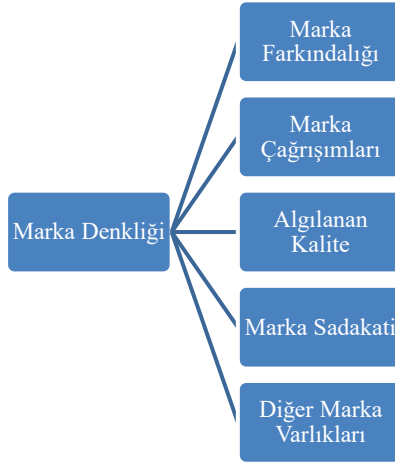 Marka Denkliği
Marka
Farkındalığı
Marka
Çağrışımları
Algılanan
Kalite
Marka Sadakati
Diğer Marka
Varlıkları